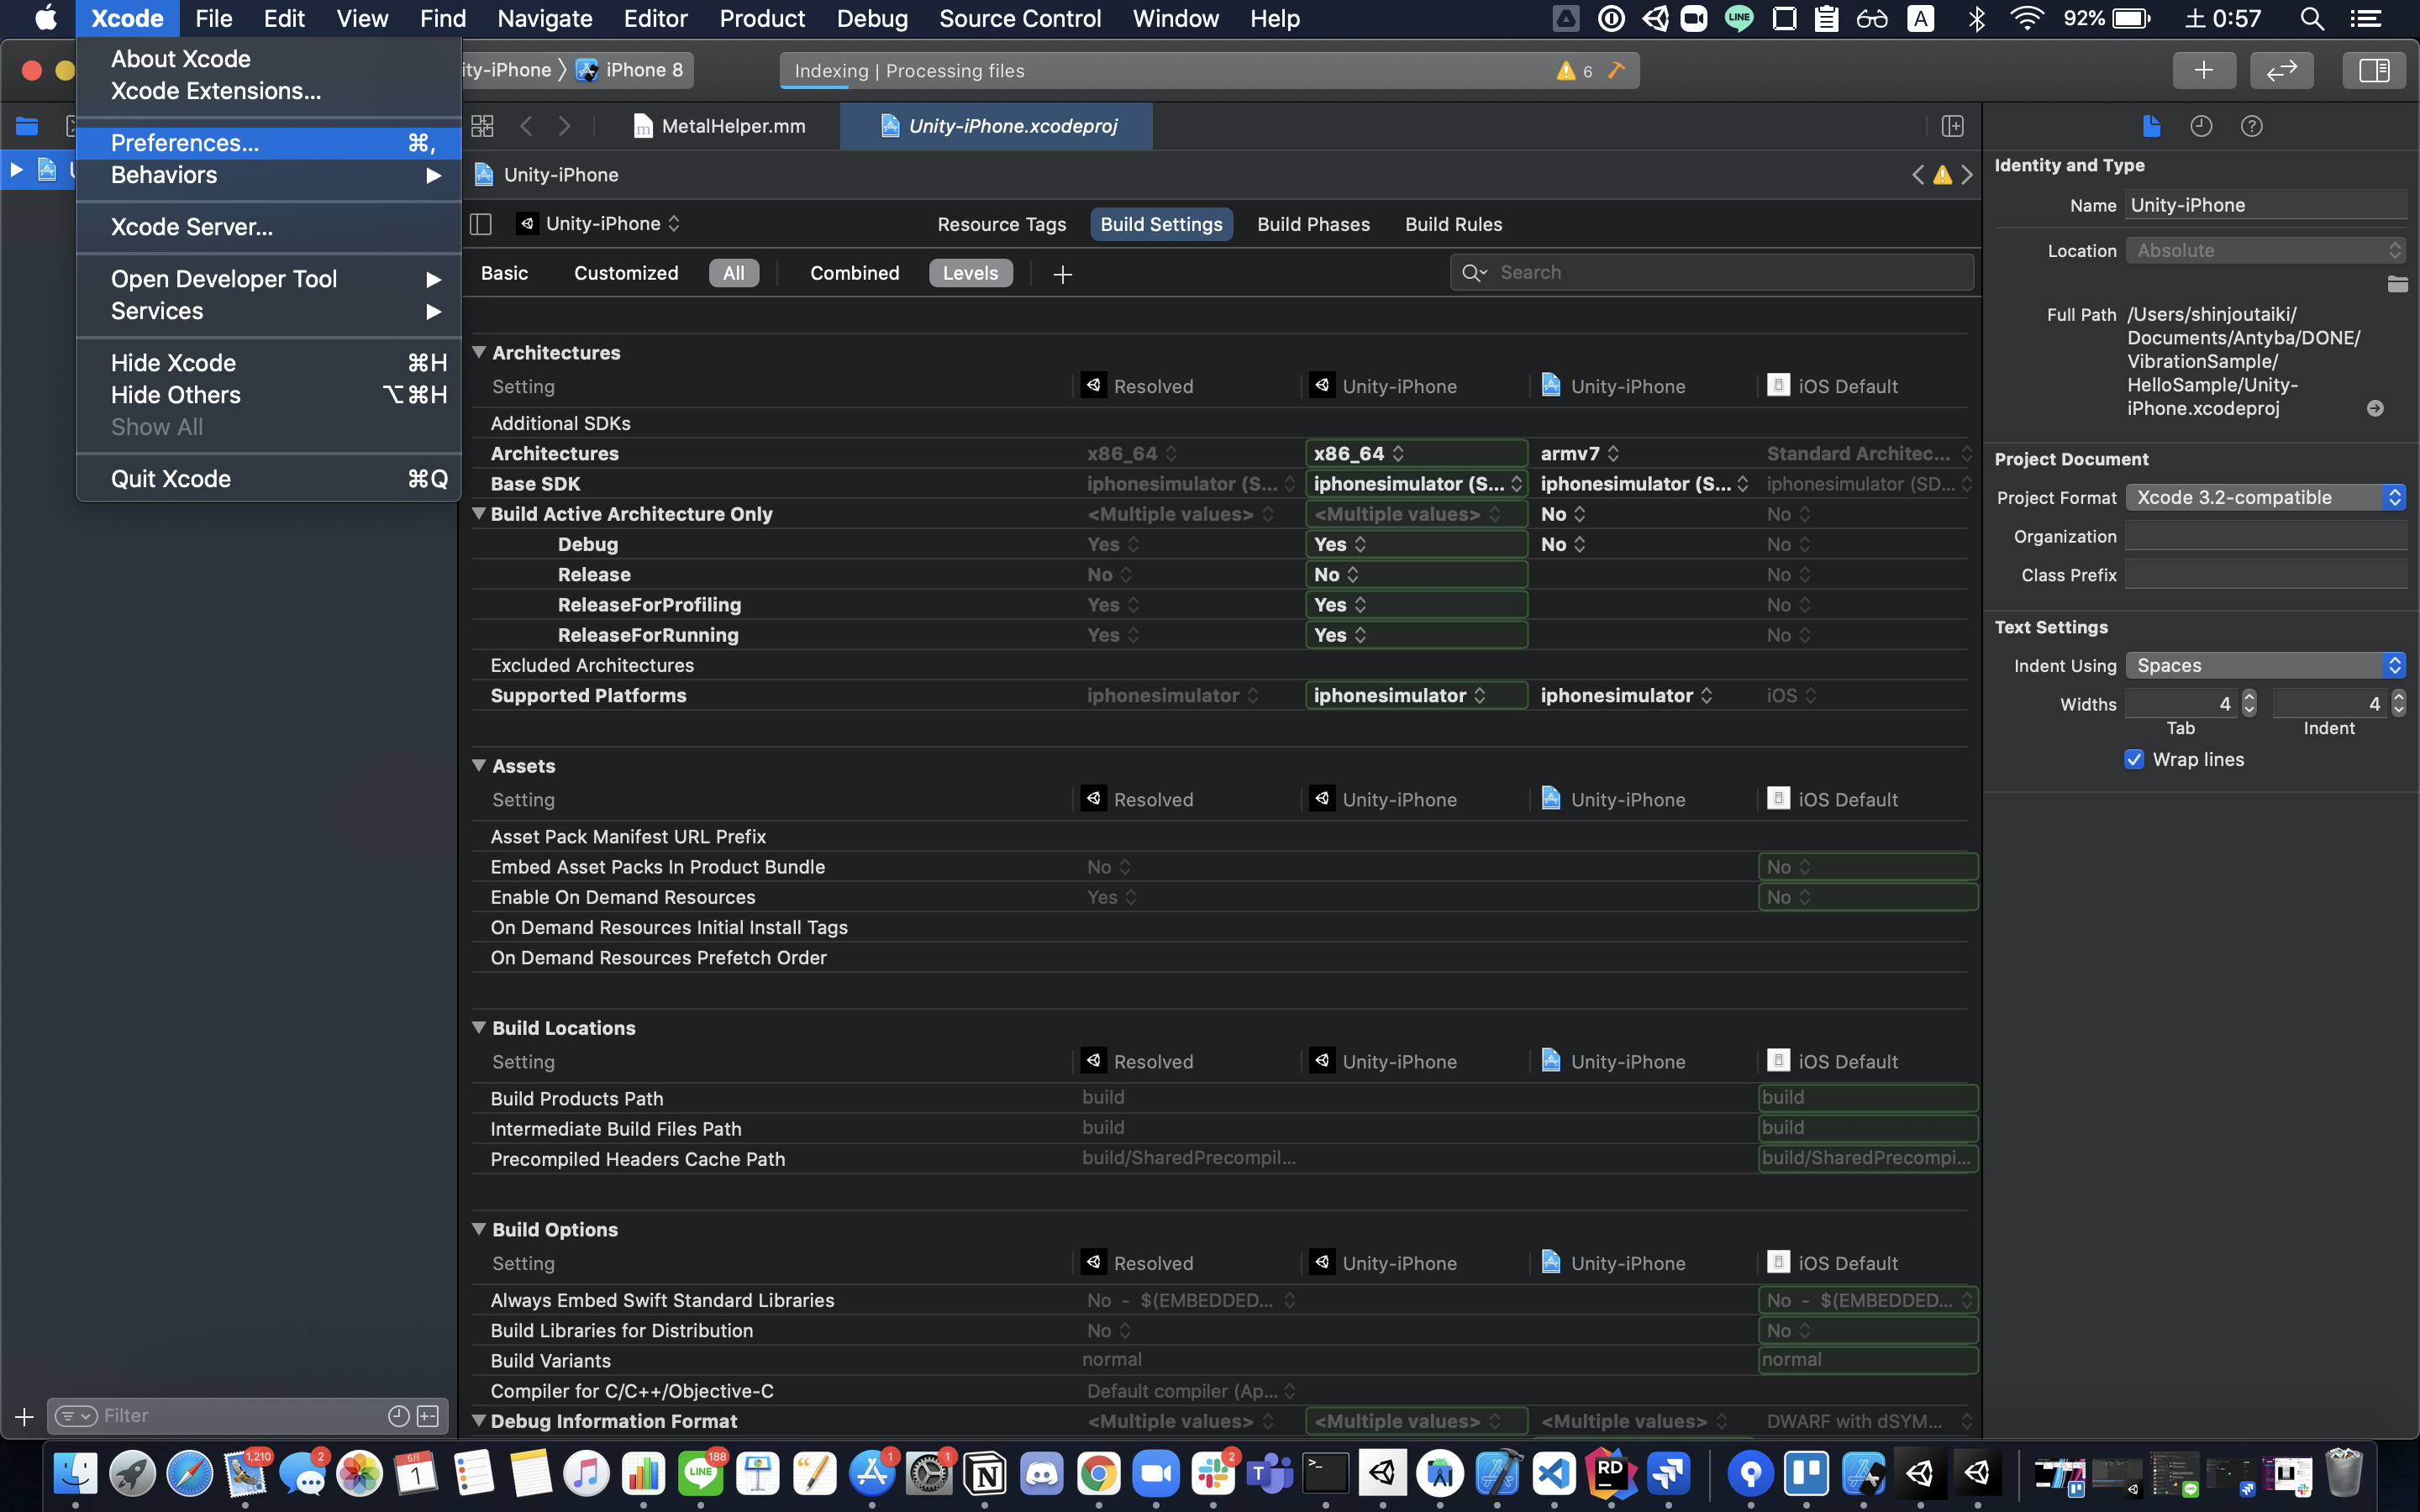 Xcode File Edit View Find Navigate Editor Product Debug Source Control Window Help LINE A 92% 土 0:57
About Xcode
Xcode Extensions...
Preferences... ⌘,
Behaviors ▶
Xcode Server...
Open Developer Tool ▶
Services ▶
Hide Xcode ⌘H
Hide Others ⌥⌘H
Show All
Quit Xcode ⌘Q
ity-iPhone 〉 iPhone 8
Indexing | Processing files 6
MetalHelper.mm Unity-iPhone.xcodeproj
Unity-iPhone
Unity-iPhone Resource Tags Build Settings Build Phases Build Rules
Basic Customized All Combined Levels + Search
Architectures
Setting Resolved Unity-iPhone Unity-iPhone iOS Default
Additional SDKs
Architectures x86_64 x86_64 armv7 Standard Architec...
Base SDK iphonesimulator (S... iphonesimulator (S... iphonesimulator (S... iphonesimulator (SD...
Build Active Architecture Only <Multiple values> <Multiple values> No No
Debug Yes Yes No No
Release No No No
ReleaseForProfiling Yes Yes No
ReleaseForRunning Yes Yes No
Excluded Architectures
Supported Platforms iphonesimulator iphonesimulator iphonesimulator iOS
Assets
Setting Resolved Unity-iPhone Unity-iPhone iOS Default
Asset Pack Manifest URL Prefix
Embed Asset Packs In Product Bundle No No
Enable On Demand Resources Yes No
On Demand Resources Initial Install Tags
On Demand Resources Prefetch Order
Build Locations
Setting Resolved Unity-iPhone Unity-iPhone iOS Default
Build Products Path build build
Intermediate Build Files Path build build
Precompiled Headers Cache Path build/SharedPrecompil... build/SharedPrecompi...
Build Options
Setting Resolved Unity-iPhone Unity-iPhone iOS Default
Always Embed Swift Standard Libraries No - $(EMBEDDED... No - $(EMBEDDED...
Build Libraries for Distribution No No
Build Variants normal normal
Compiler for C/C++/Objective-C Default compiler (Ap...
Debug Information Format <Multiple values> <Multiple values> <Multiple values> DWARF with dSYM...
Identity and Type
Name Unity-iPhone
Location Absolute
Full Path /Users/shinjoutaiki/
Documents/Antyba/DONE/
VibrationSample/
HelloSample/Unity-
iPhone.xcodeproj
Project Document
Project Format Xcode 3.2-compatible
Organization
Class Prefix
Text Settings
Indent Using Spaces
Widths 4 4
Tab Indent
Wrap lines
+ Filter
1,210 2 5月 1 LINE 188 1 1 2 RD